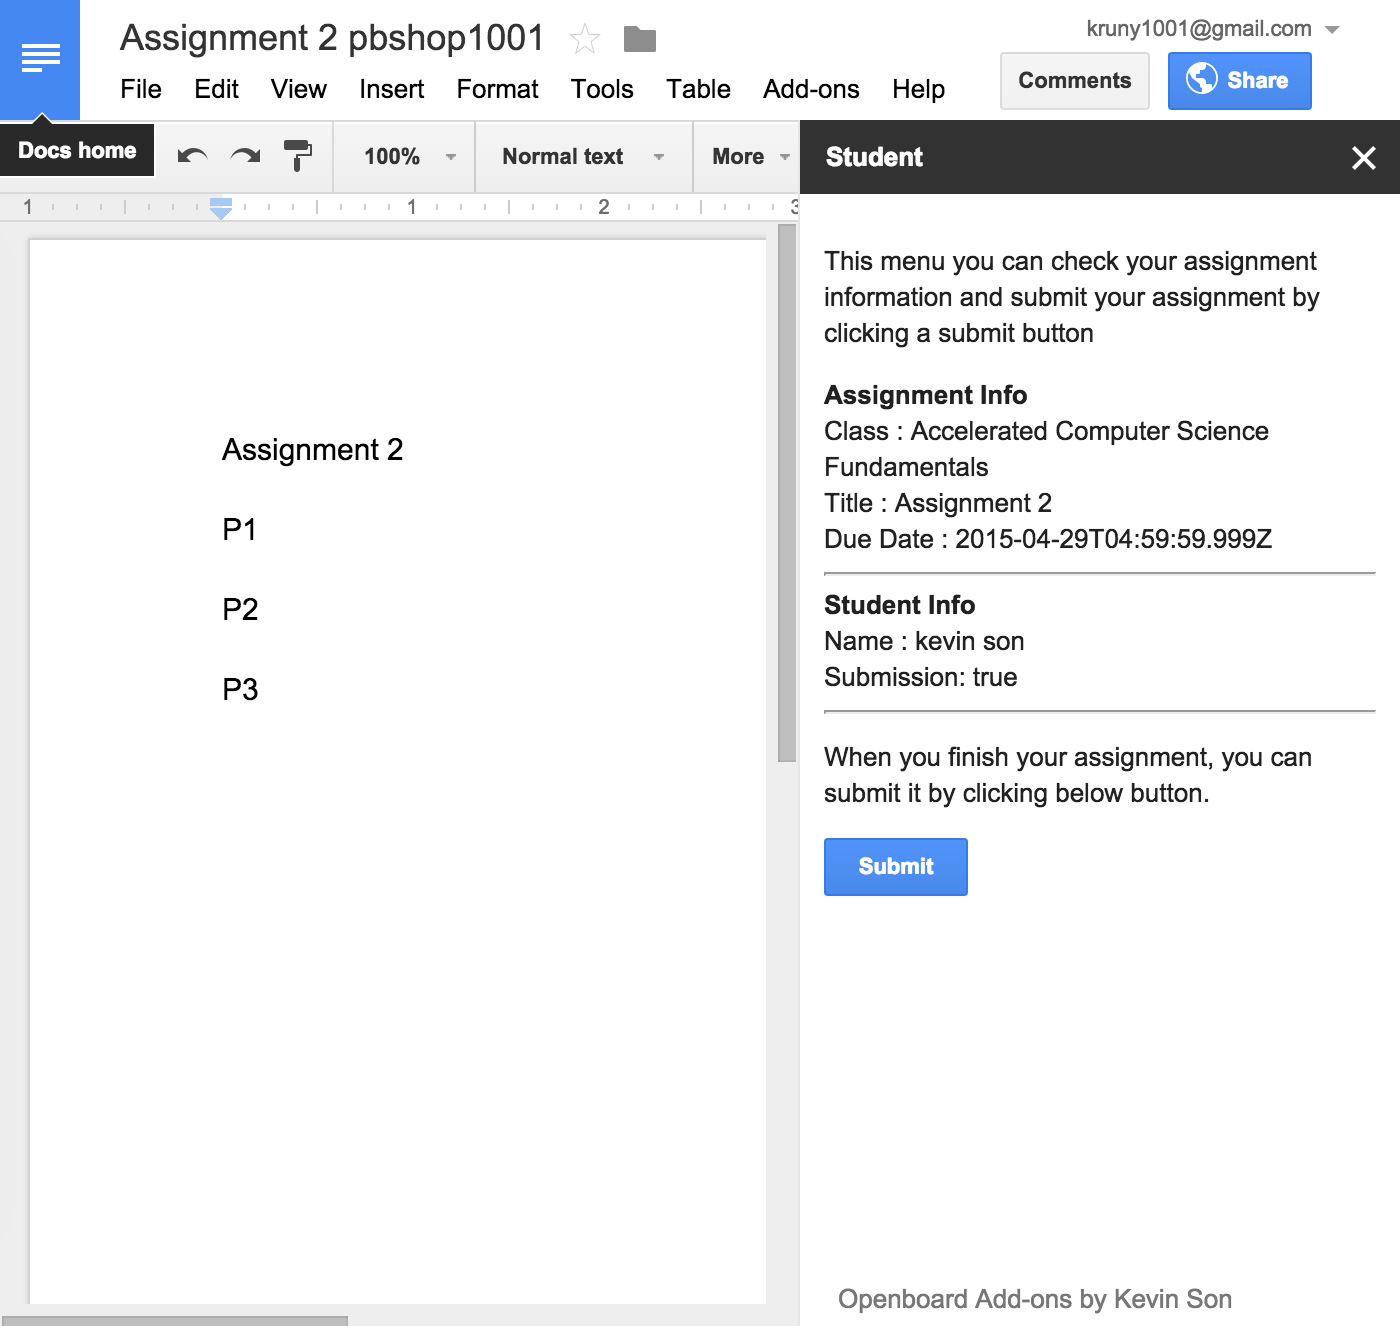 Assignment 2 pbshop1001
kruny1001@gmail.com
File Edit View Insert Format Tools Table Add-ons Help
Comments
Share
Docs home
100%
Normal text
More
1 1 2 3
Assignment 2
P1
P2
P3
Student
This menu you can check your assignment
information and submit your assignment by
clicking a submit button
Assignment Info
Class : Accelerated Computer Science
Fundamentals
Title : Assignment 2
Due Date : 2015-04-29T04:59:59.999Z
Student Info
Name : kevin son
Submission: true
When you finish your assignment, you can
submit it by clicking below button.
Submit
Openboard Add-ons by Kevin Son